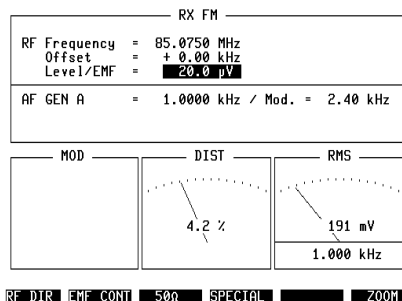 RX FM
RF Frequency = 85.0750 MHz
Offset = + 0.00 kHz
Level/EMF = 20.0 µV
AF GEN A = 1.0000 kHz / Mod. = 2.40 kHz
MOD DIST RMS
4.2 % 191 mV
1.000 kHz
RF DIR EMF CONT 50Ω SPECIAL ZOOM